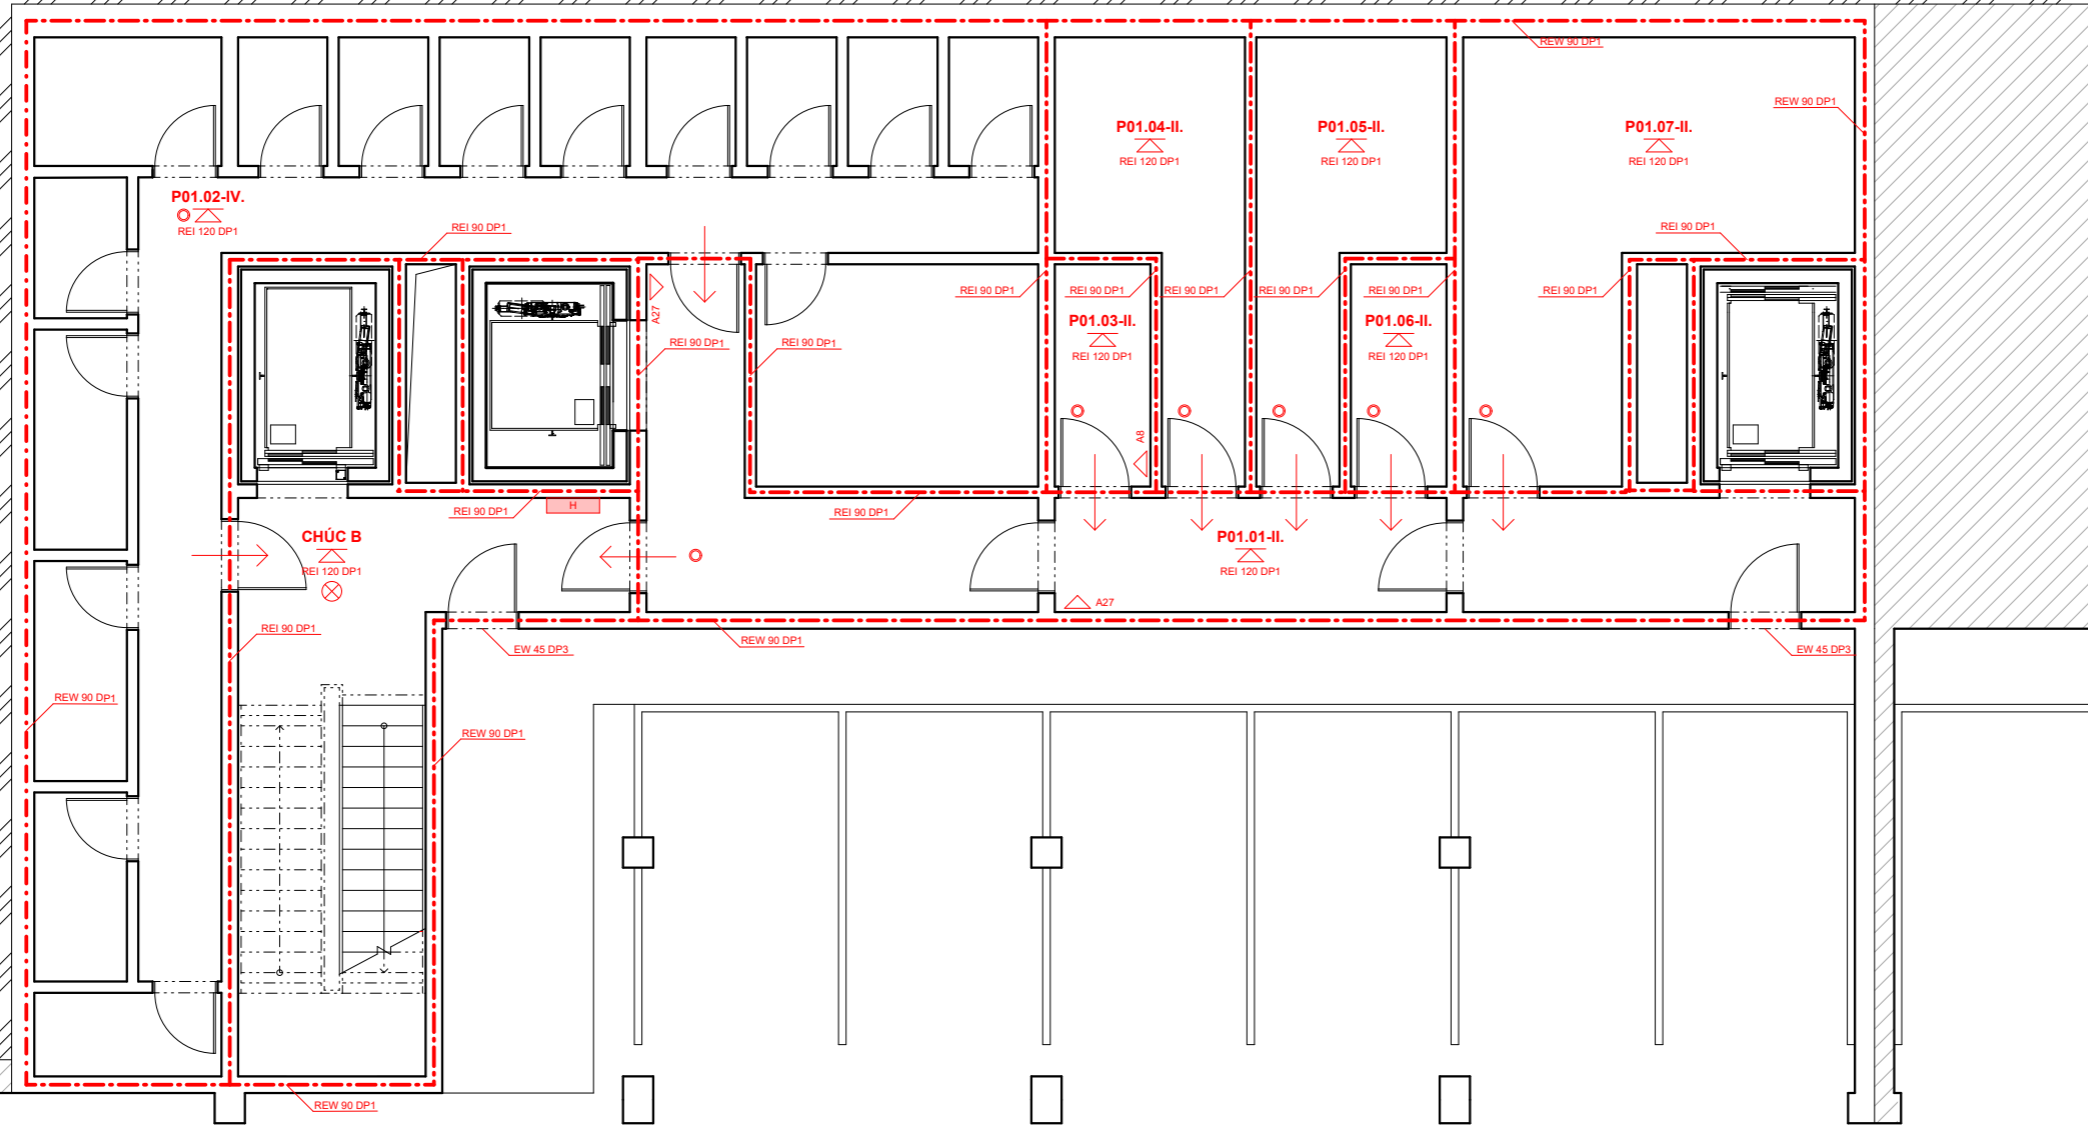 REW 90 DP1
REW 90 DP1
P01.04-II.
REI 120 DP1
P01.05-II.
REI 120 DP1
P01.07-II.
REI 120 DP1
P01.02-IV.
REI 120 DP1
REI 90 DP1
REI 90 DP1
REI 90 DP1
REI 90 DP1
REI 90 DP1
REI 90 DP1
REI 90 DP1
REI 90 DP1
A27
P01.03-II.
REI 120 DP1
P01.06-II.
REI 120 DP1
REI 90 DP1
REI 90 DP1
A8
H
REI 90 DP1
REI 90 DP1
CHÚC B
REI 120 DP1
P01.01-II.
REI 120 DP1
A27
REI 90 DP1
REW 90 DP1
EW 45 DP3
EW 45 DP3
REW 90 DP1
REW 90 DP1
REW 90 DP1